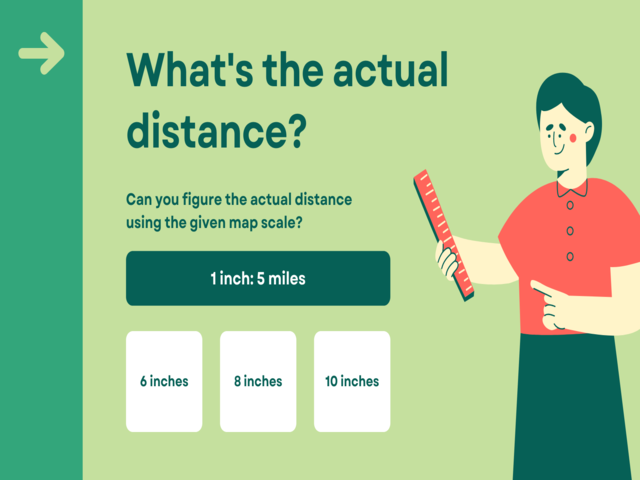 What's the actual
distance?
Can you figure the actual distance
using the given map scale?
1 inch: 5 miles
6 inches
8 inches
10 inches